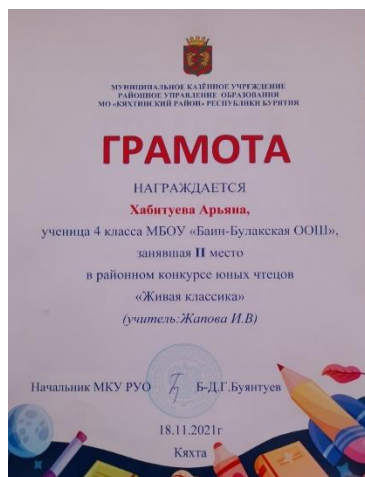 МУНИЦИПАЛЬНОЕ КАЗЁННОЕ УЧРЕЖДЕНИЕ
РАЙОННОЕ УПРАВЛЕНИЕ ОБРАЗОВАНИЯ
МО «КЯХТИНСКИЙ РАЙОН» РЕСПУБЛИКИ БУРЯТИЯ
ГРАМОТА
НАГРАЖДАЕТСЯ
Хабитуева Арьяна,
ученица 4 класса МБОУ «Баин-Булакская ООШ»,
занявшая II место
в районном конкурсе юных чтецов
«Живая классика»
(учитель:Жапова И.В)
Начальник МКУ РУО Б-Д.Г.Буянтуев
18.11.2021г
Кяхта